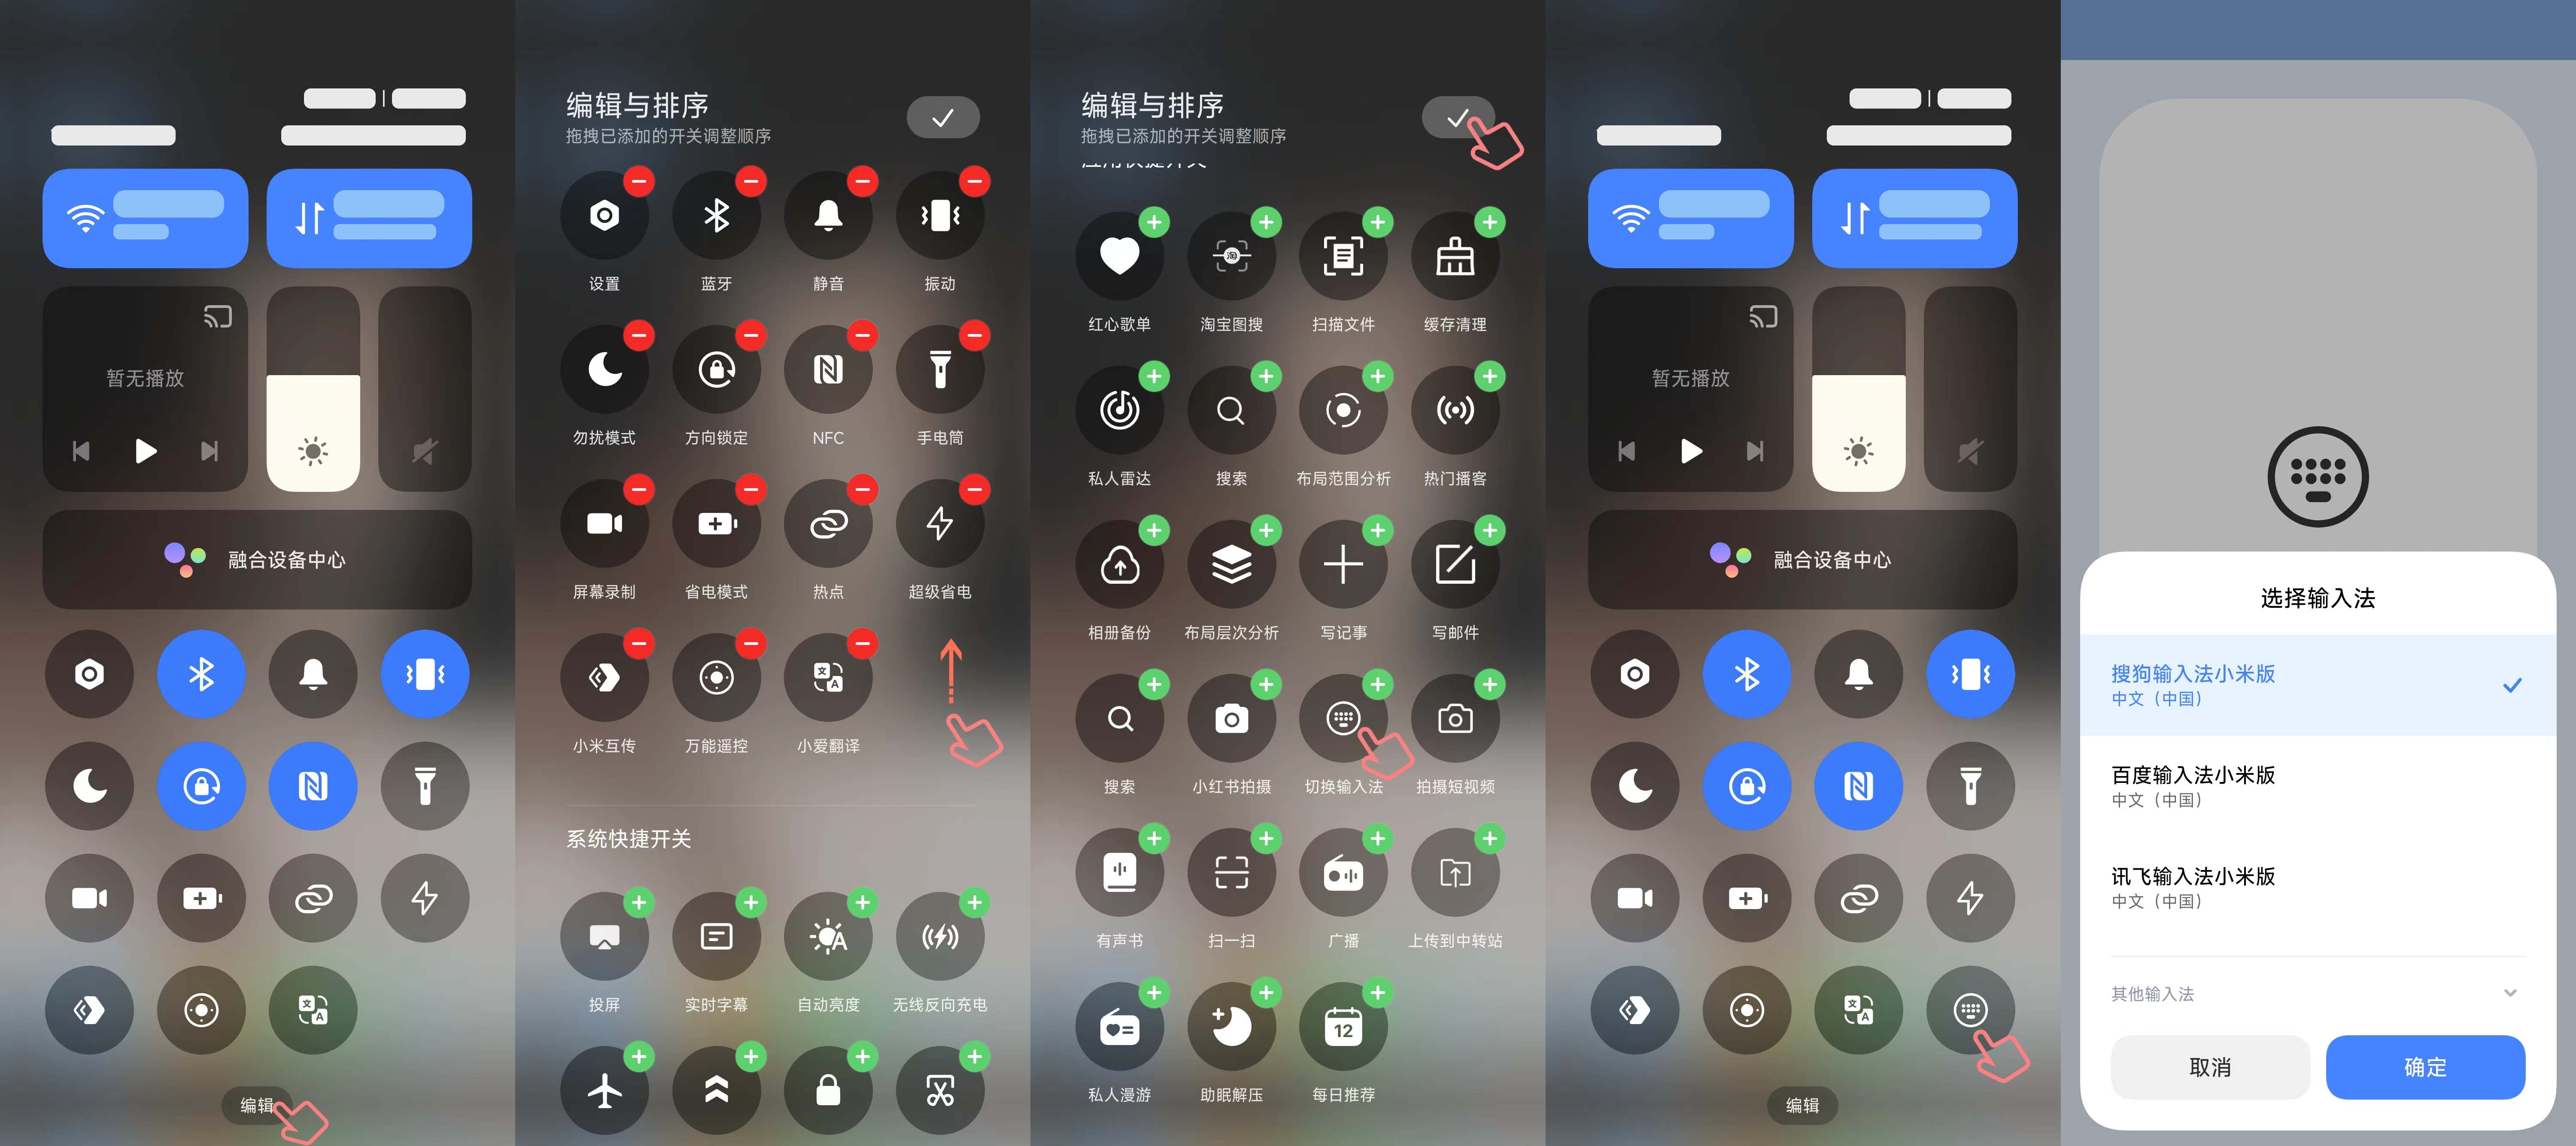 暂无播放
融合设备中心
编辑
编辑与排序
拖拽已添加的开关调整顺序
设置
蓝牙
静音
振动
勿扰模式
方向锁定
NFC
手电筒
屏幕录制
省电模式
热点
超级省电
小米互传
万能遥控
小爱翻译
系统快捷开关
投屏
实时字幕
自动亮度
无线反向充电
编辑与排序
拖拽已添加的开关调整顺序
应用快捷开关
红心歌单
淘宝图搜
扫描文件
缓存清理
私人雷达
搜索
布局范围分析
热门播客
相册备份
布局层次分析
写记事
写邮件
搜索
小红书拍摄
切换输入法
拍摄短视频
有声书
扫一扫
广播
上传到中转站
私人漫游
助眠解压
12
每日推荐
暂无播放
融合设备中心
编辑
选择输入法
搜狗输入法小米版
中文（中国）
百度输入法小米版
中文（中国）
讯飞输入法小米版
中文（中国）
其他输入法
取消
确定